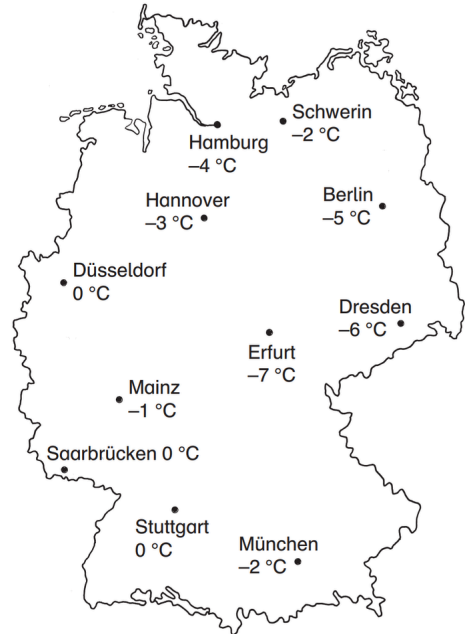 Schwerin
–2 °C
Hamburg
–4 °C
Hannover
–3 °C
Berlin
–5 °C
Düsseldorf
0 °C
Dresden
–6 °C
Erfurt
–7 °C
Mainz
–1 °C
Saarbrücken 0 °C
Stuttgart
0 °C
München
–2 °C